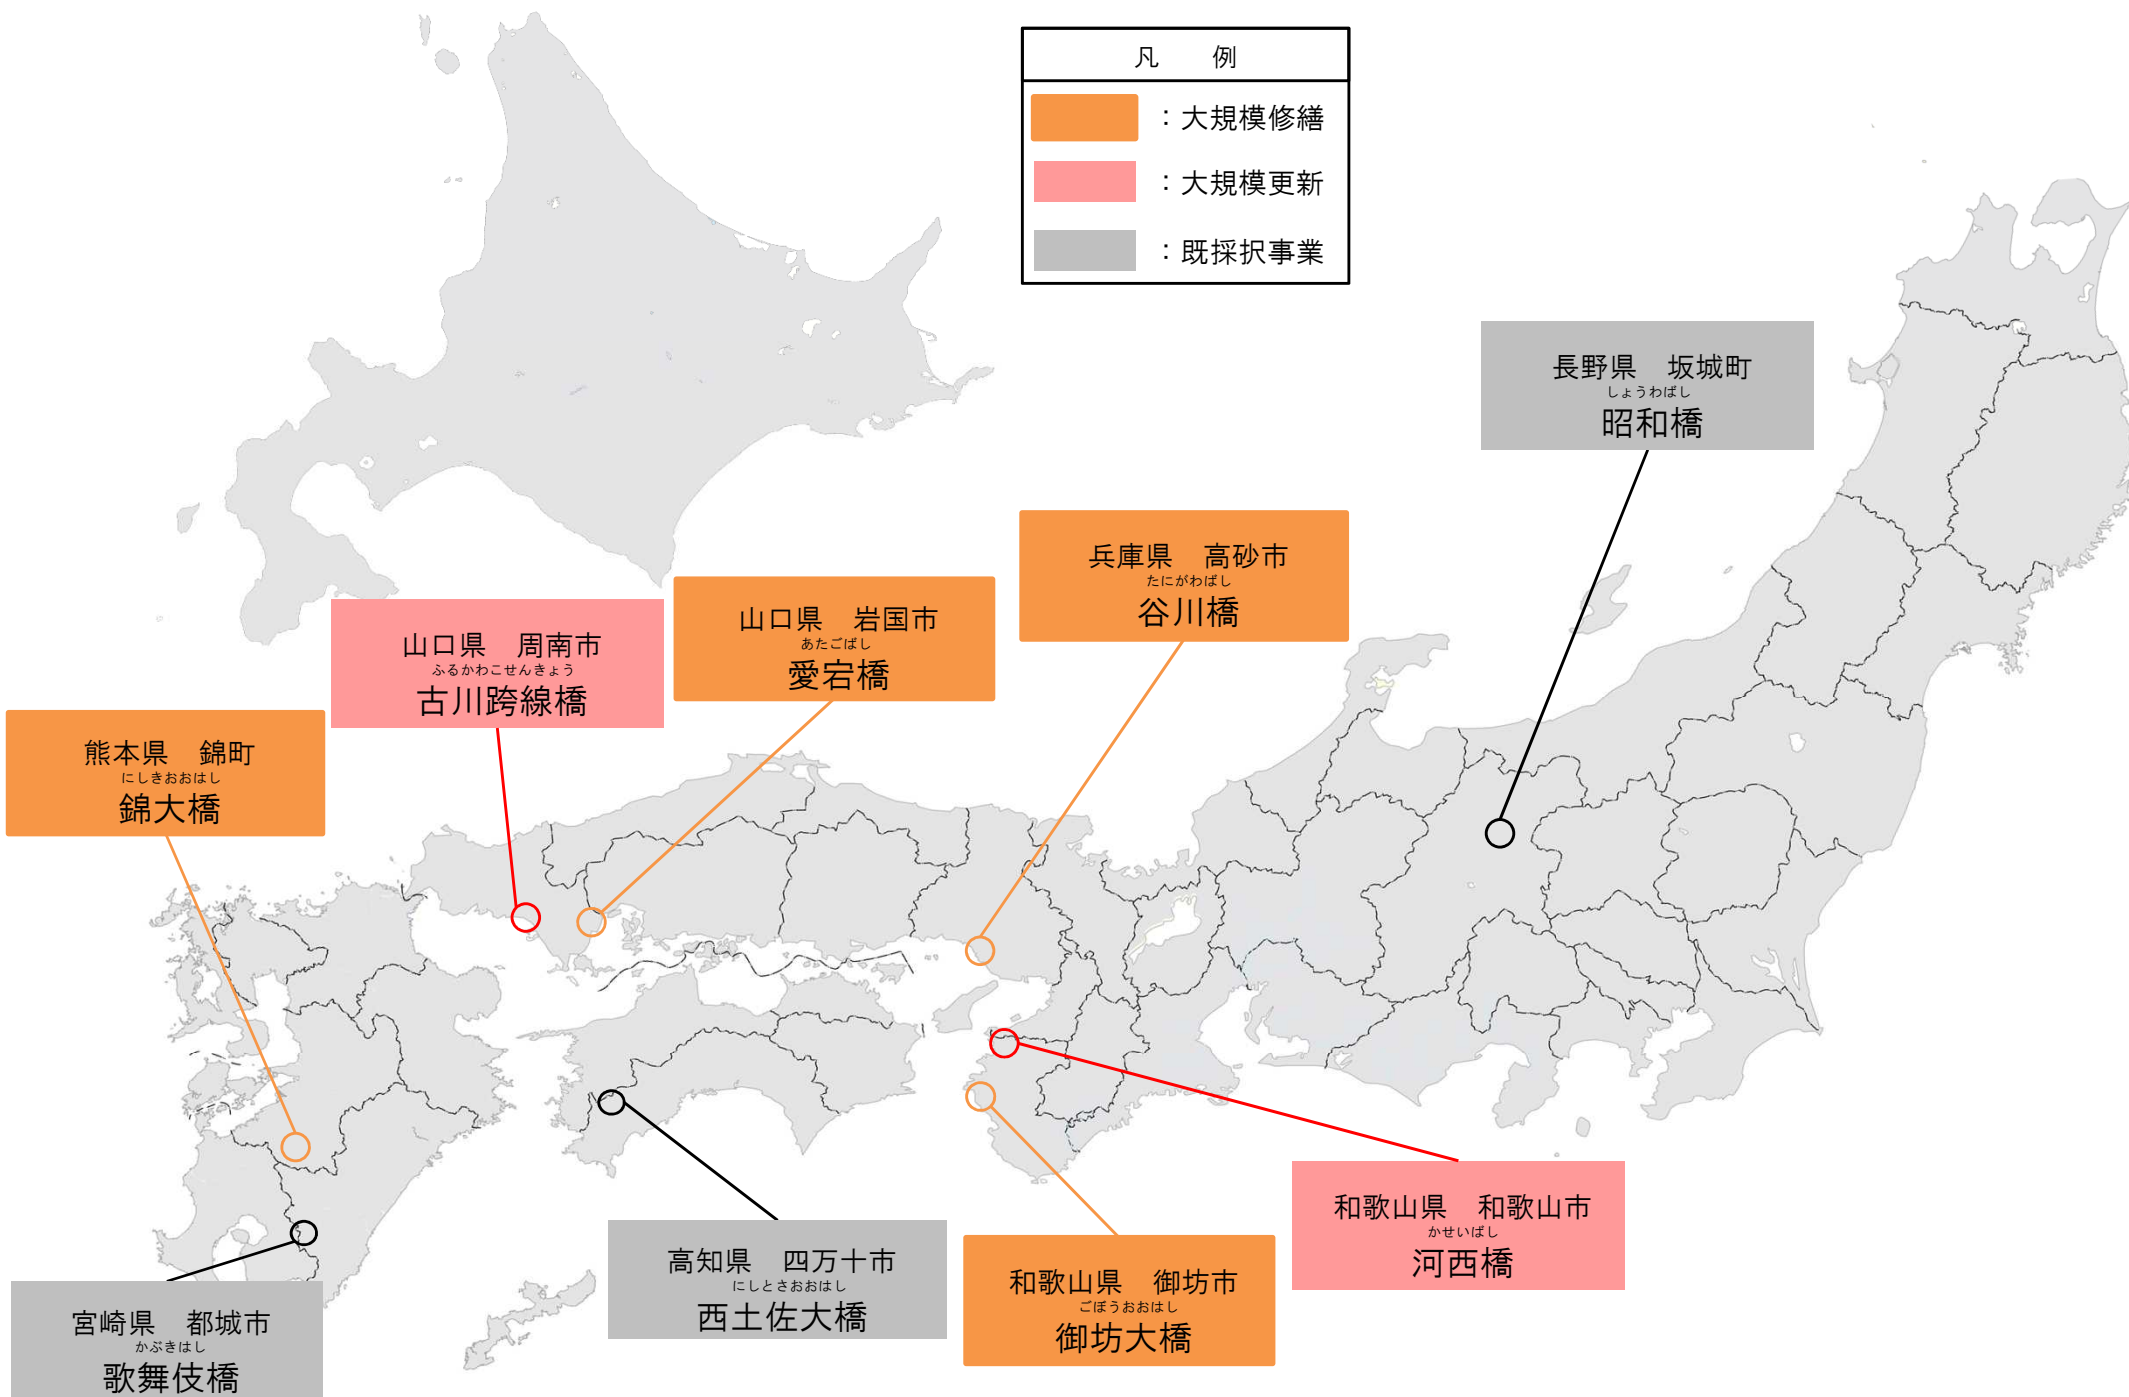 凡　例
：大規模修繕
：大規模更新
：既採択事業
長野県　坂城町
しょうわばし
昭和橋
兵庫県　高砂市
たにがわばし
谷川橋
山口県　岩国市
あたごばし
愛宕橋
山口県　周南市
ふるかわこせんきょう
古川跨線橋
熊本県　錦町
にしきおおはし
錦大橋
和歌山県　和歌山市
かせいばし
河西橋
高知県　四万十市
にしとさおおはし
西土佐大橋
和歌山県　御坊市
ごぼうおおはし
御坊大橋
宮崎県　都城市
かぶきはし
歌舞伎橋